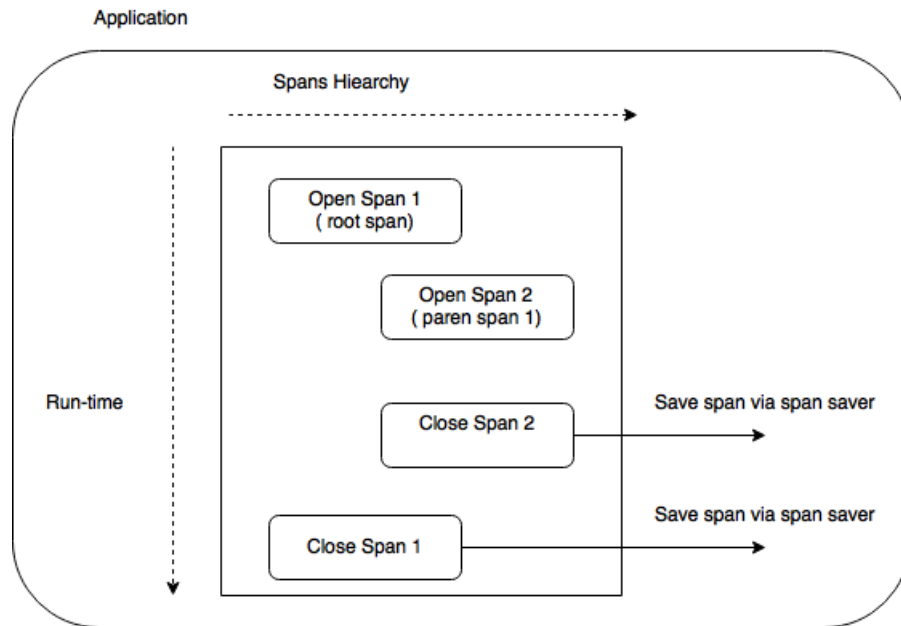 Application
Spans Hiearchy
Open Span 1
( root span)
Open Span 2
( paren span 1)
Run-time
Close Span 2
Save span via span saver
Close Span 1
Save span via span saver